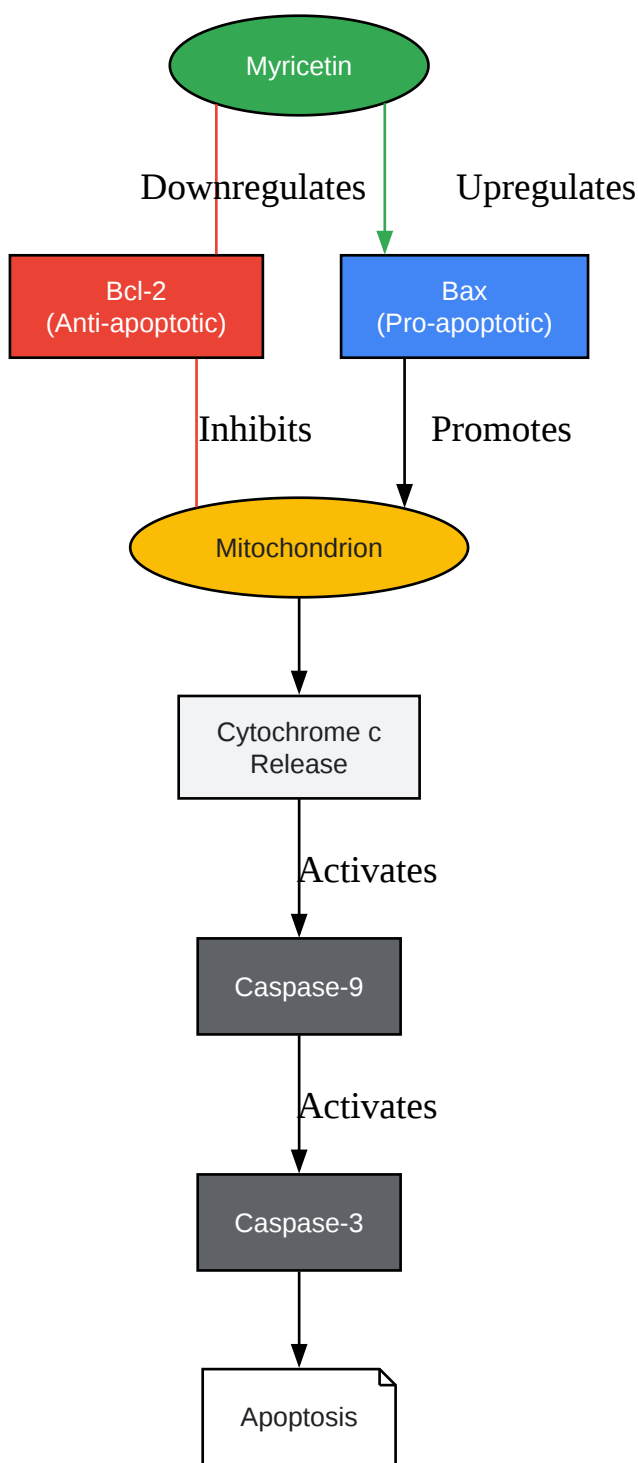 Myricetin
Downregulates
Upregulates
Bcl-2
(Anti-apoptotic)
Bax
(Pro-apoptotic)
Inhibits
Promotes
Mitochondrion
Cytochrome c
Release
Activates
Caspase-9
Activates
Caspase-3
Apoptosis